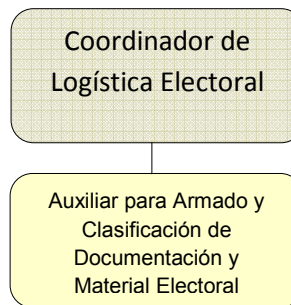 Coordinador de
Logística Electoral
Auxiliar para Armado y
Clasificación de
Documentación y
Material Electoral